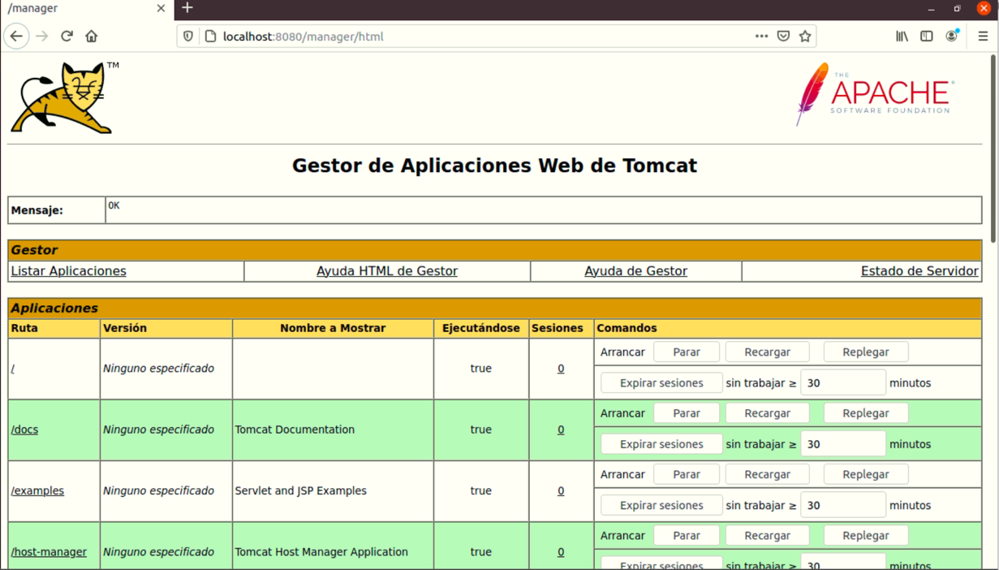 /manager
localhost:8080/manager/html
TM
THE
APACHE
SOFTWARE FOUNDATION
Gestor de Aplicaciones Web de Tomcat
Mensaje: OK
Gestor
Listar Aplicaciones Ayuda HTML de Gestor Ayuda de Gestor Estado de Servidor
Aplicaciones
Ruta Versión Nombre a Mostrar Ejecutándose Sesiones Comandos
/ Ninguno especificado true 0
Arrancar Parar Recargar Replegar
Expirar sesiones sin trabajar ≥ 30 minutos
/docs Ninguno especificado Tomcat Documentation true 0
Arrancar Parar Recargar Replegar
Expirar sesiones sin trabajar ≥ 30 minutos
/examples Ninguno especificado Servlet and JSP Examples true 0
Arrancar Parar Recargar Replegar
Expirar sesiones sin trabajar ≥ 30 minutos
/host-manager Ninguno especificado Tomcat Host Manager Application true 0
Arrancar Parar Recargar Replegar
Expirar sesiones sin trabajar ≥ 30 minutos